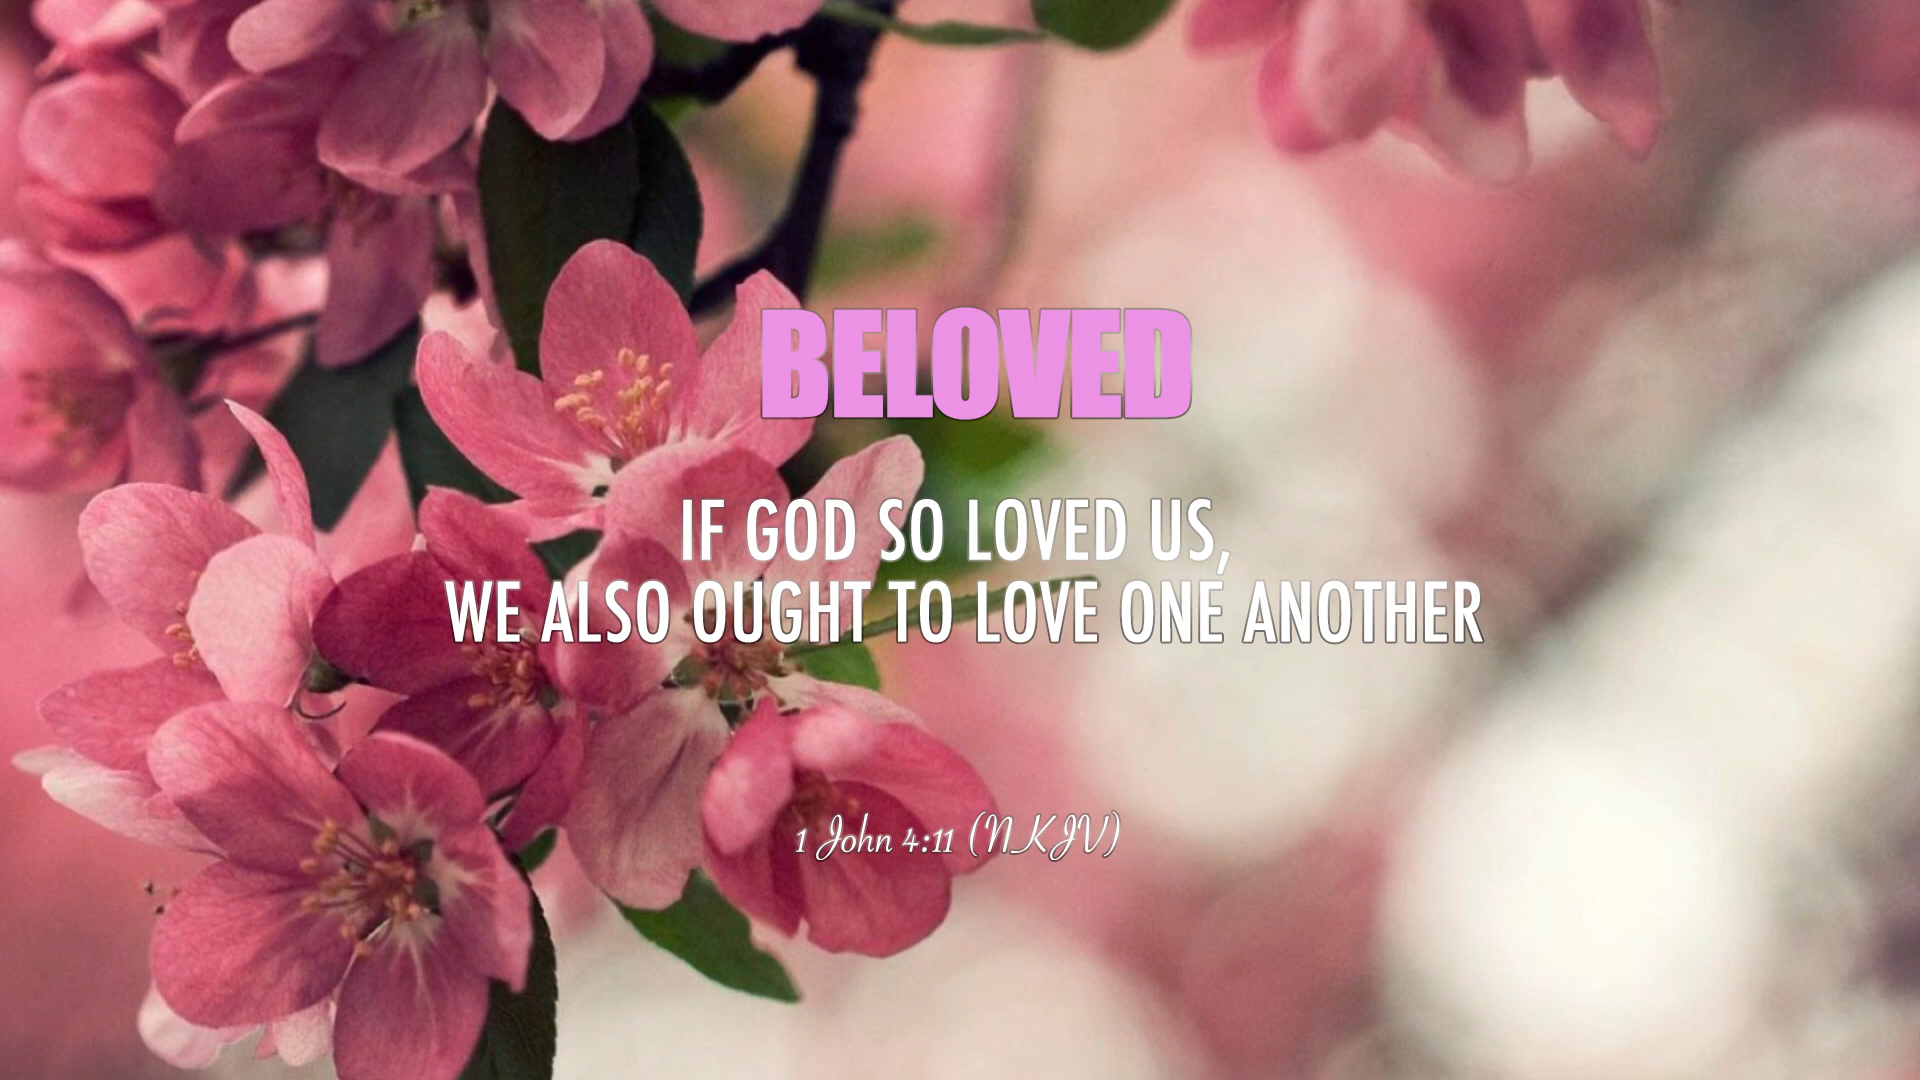 BELOVED
IF GOD SO LOVED US,
WE ALSO OUGHT TO LOVE ONE ANOTHER
1 John 4:11 (NKJV)